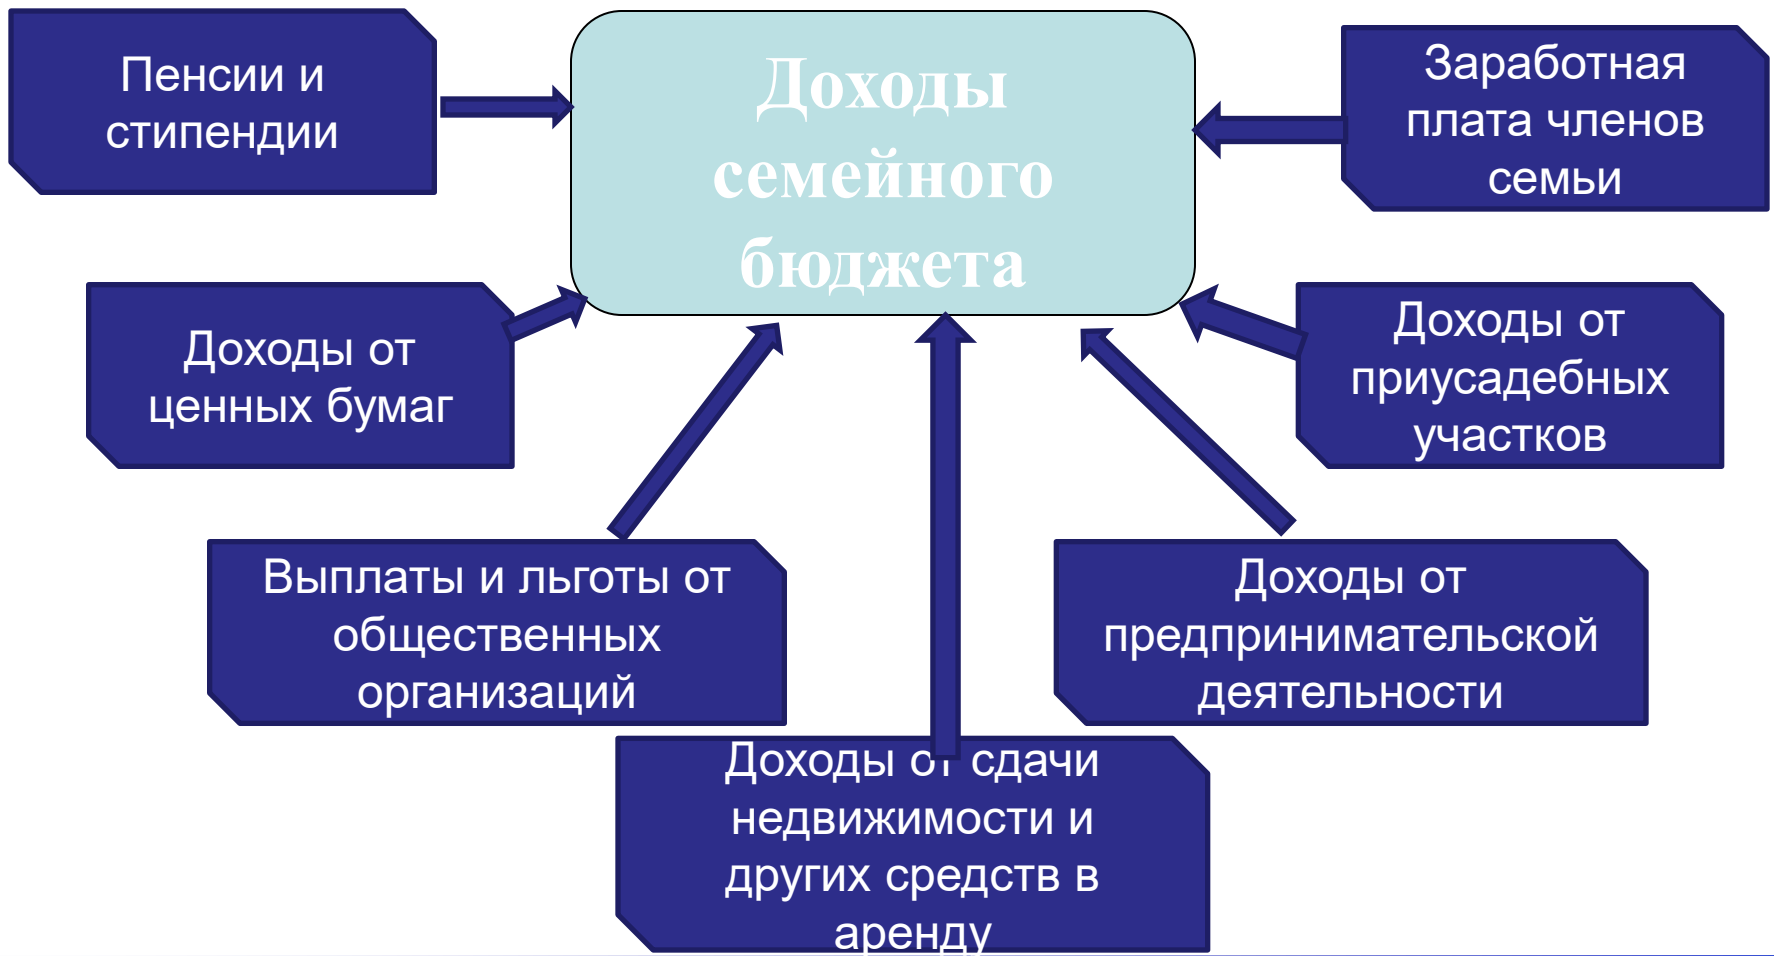 Пенсии и
стипендии
Доходы
семейного
бюджета
Заработная
плата членов
семьи
Доходы от
ценных бумаг
Доходы от
приусадебных
участков
Выплаты и льготы от
общественных
организаций
Доходы от
предпринимательской
деятельности
Доходы от сдачи
недвижимости и
других средств в
аренду